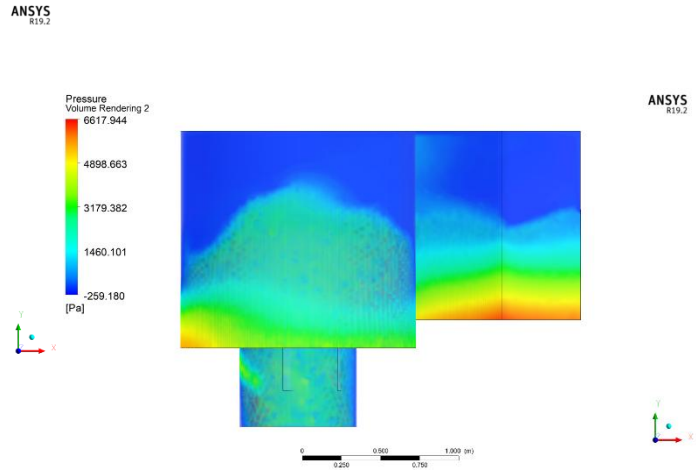 ANSYS
R19.2
Pressure
Volume Rendering 2
6617.944
4898.663
3179.382
1460.101
-259.180
[Pa]
ANSYS
R19.2
Y
X
Y
X
0 0.500 1.000 (m)
0.250 0.750